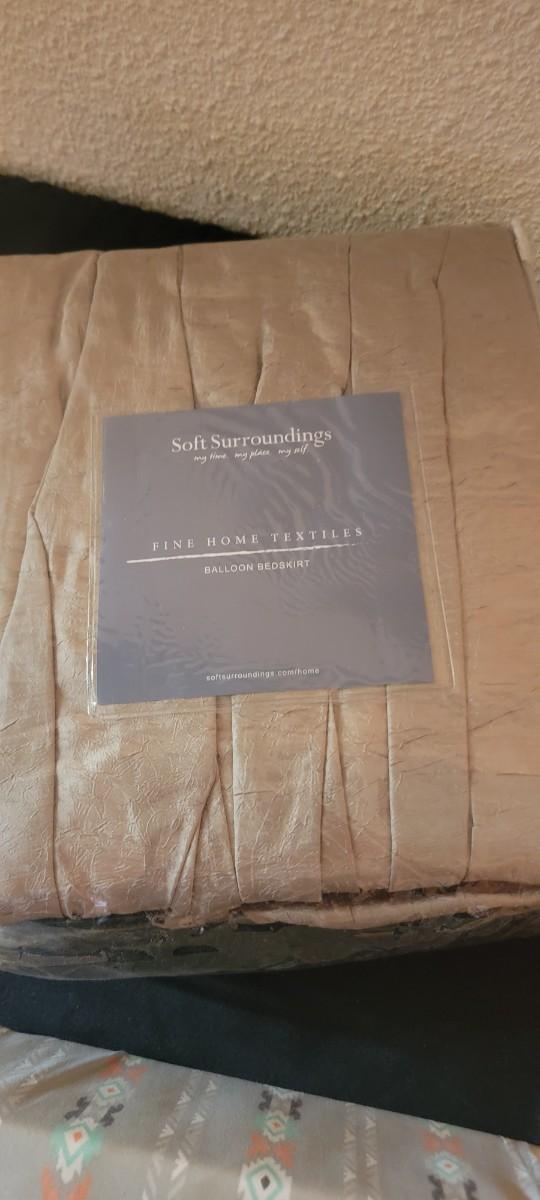 Soft Surroundings
my time my place my self
FINE HOME TEXTILES
BALLOON BEDSKIRT
softsurroundings.com/home